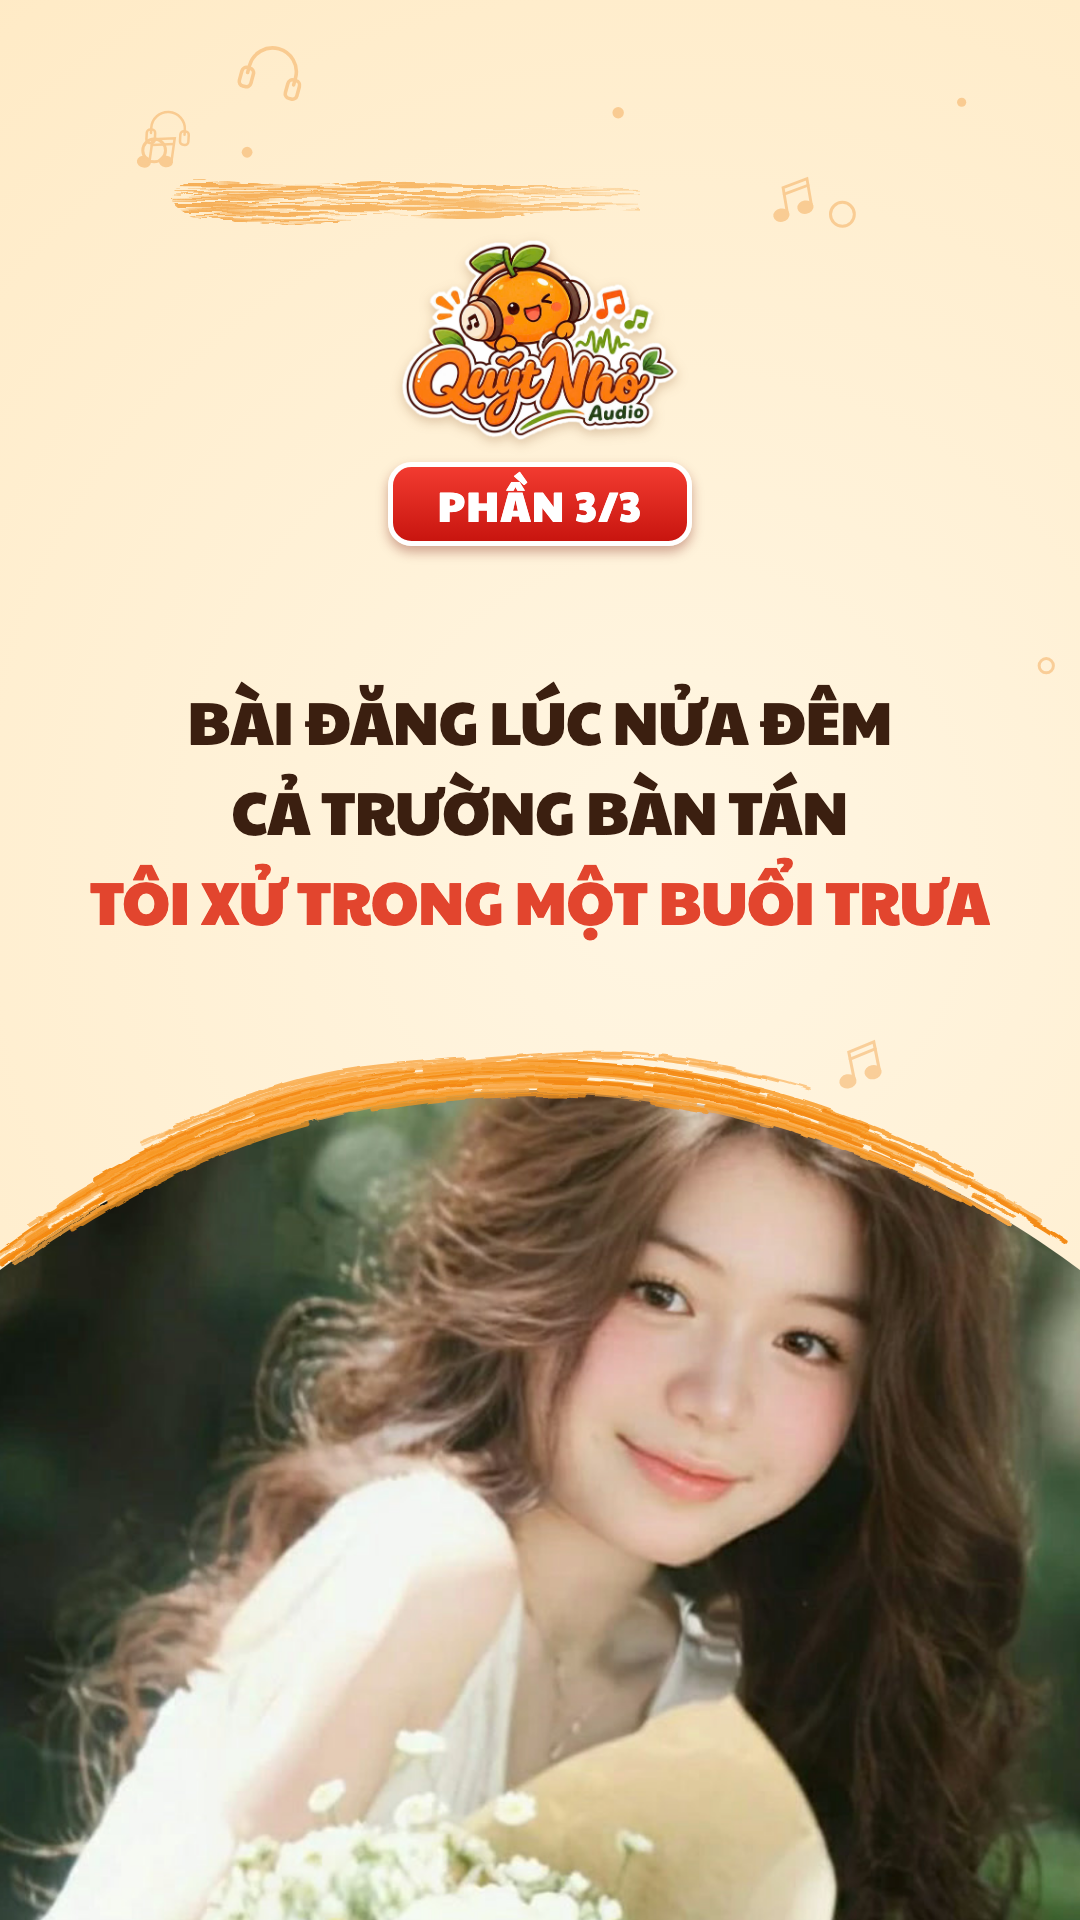 Quýt Nhỏ
Audio
PHẦN 3/3
BÀI ĐĂNG LÚC NỬA ĐÊM
CẢ TRƯỜNG BÀN TÁN
TÔI XỬ TRONG MỘT BUỔI TRƯA